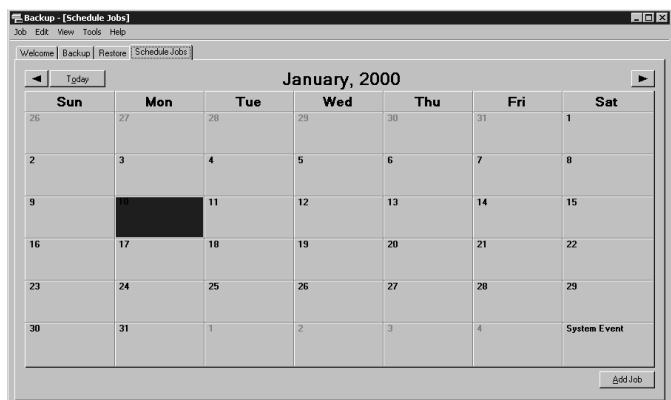 Backup - [Schedule Jobs]
Job Edit View Tools Help
Welcome Backup Restore Schedule Jobs
Today January, 2000
Sun Mon Tue Wed Thu Fri Sat
26 27 28 29 30 31 1
2 3 4 5 6 7 8
9 10 11 12 13 14 15
16 17 18 19 20 21 22
23 24 25 26 27 28 29
30 31 1 2 3 4 System Event
Add Job